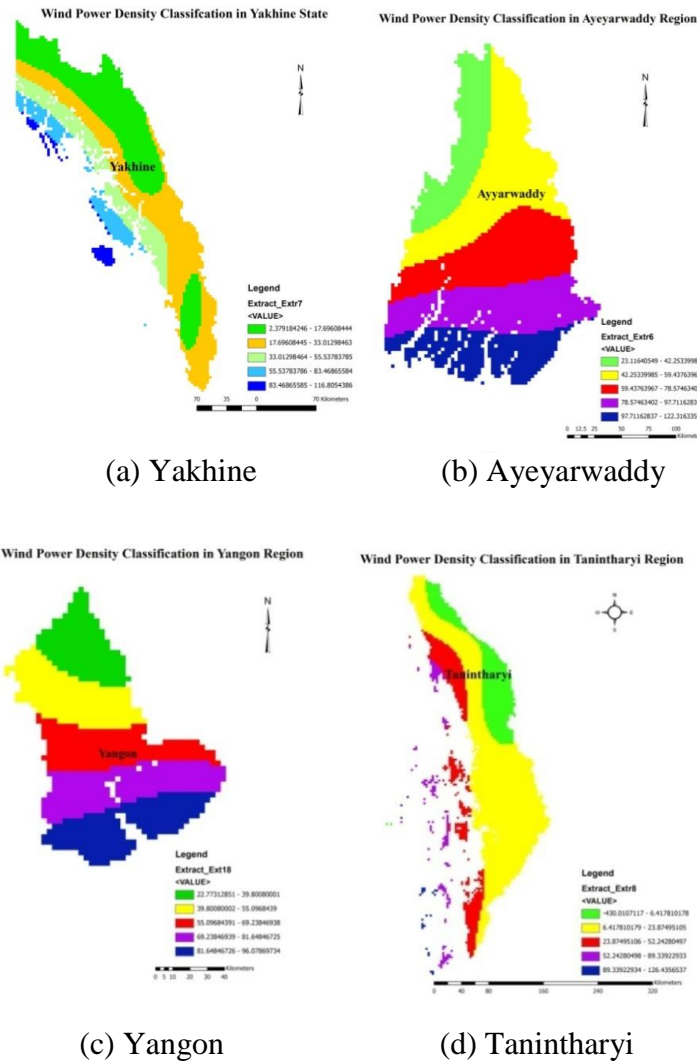 Wind Power Density Classifcation in Yakhine State
N
Yakhine
Legend
Extract_Extr7
<VALUE>
2.379184246 - 17.69608444
17.69608445 - 33.01298463
33.01298464 - 55.53783785
55.53783786 - 83.46865584
83.46865585 - 116.8054386
70 35 0 70 Kilometers
(a) Yakhine
Wind Power Density Classification in Ayeyarwaddy Region
N
Ayyarwaddy
Legend
Extract_Extr6
<VALUE>
23.11640549 - 42.2533998
42.25339985 - 59.4376396
59.43763967 - 78.5746340
78.57463402 - 97.7116283
97.71162837 - 122.316335
0 12.5 25 50 75 100
Kilomete
(b) Ayeyarwaddy
Wind Power Density Classification in Yangon Region
N
Yangon
Legend
Extract_Ext18
<VALUE>
22.77312851 - 39.80080001
39.80080002 - 55.0968439
55.09684391 - 69.23846938
69.23846939 - 81.64846725
81.64846726 - 96.07869734
0 5 10 20 30 40
Kilometers
(c) Yangon
Wind Power Density Classification in Tanintharyi Region
N
W E
S
Tanintharyi
Legend
Extract_Extr8
<VALUE>
-430.0107117 - 6.417810178
6.417810179 - 23.87495105
23.87495106 - 52.24280497
52.24280498 - 89.33922933
89.33922934 - 126.4356537
0 40 80 160 240 320
Kilometers
(d) Tanintharyi